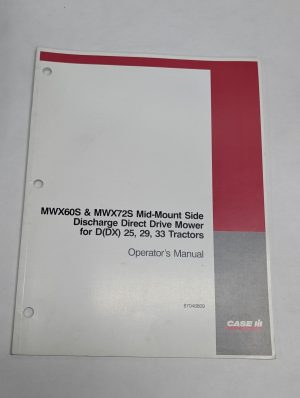 MWX60S & MWX72S Mid-Mount Side
Discharge Direct Drive Mower
for D(DX) 25, 29, 33 Tractors
Operator's Manual
CASE IH